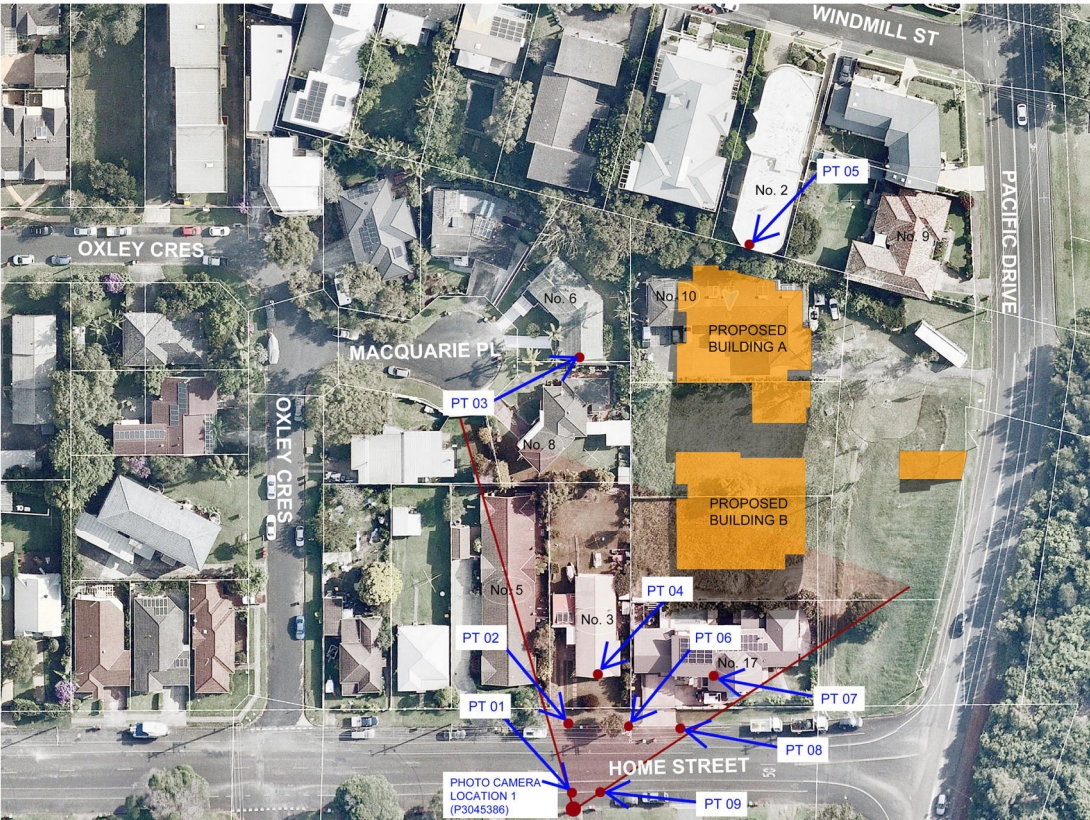 WINDMILL ST
PT 05
No. 2
PACIFIC DRIVE
No. 9
OXLEY CRES
No. 6
No. 10
PROPOSED
BUILDING A
MACQUARIE PL
PT 03
OXLEY CRES
No. 8
PROPOSED
BUILDING B
10 m
No. 5
PT 04
No. 3
PT 02
PT 06
No. 17
PT 07
PT 01
PT 08
HOME STREET
50
PHOTO CAMERA
LOCATION 1
(P3045386)
PT 09